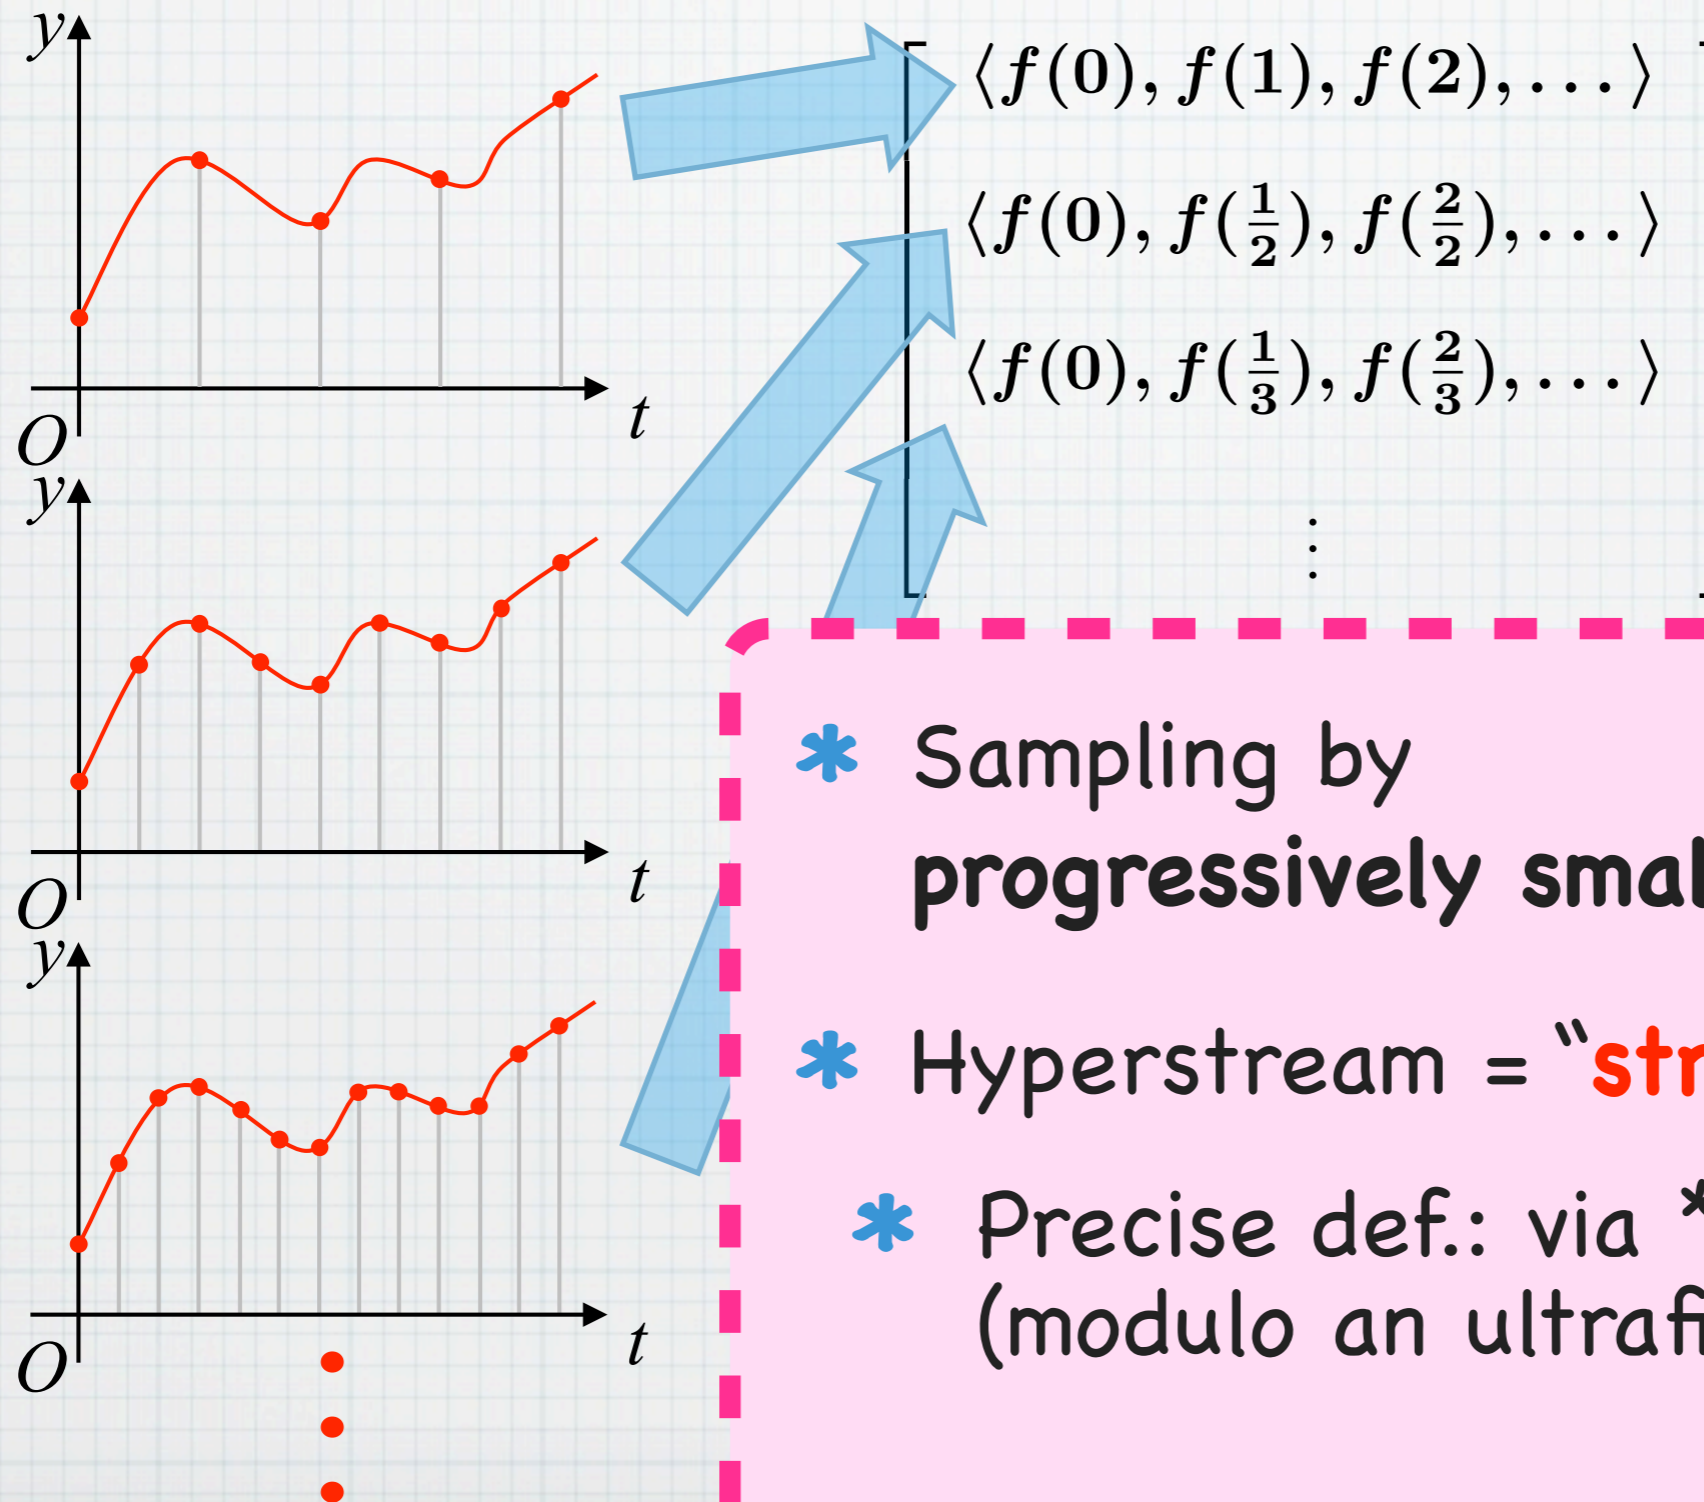 y
t
O
y
t
O
y
t
O
⟨f(0), f(1), f(2), . . . ⟩
⟨f(0), f(1/2), f(2/2), . . . ⟩
⟨f(0), f(1/3), f(2/3), . . . ⟩
⋮
* Sampling by
progressively
* Hyperstream = “
* Precise def.: via *
(modulo an